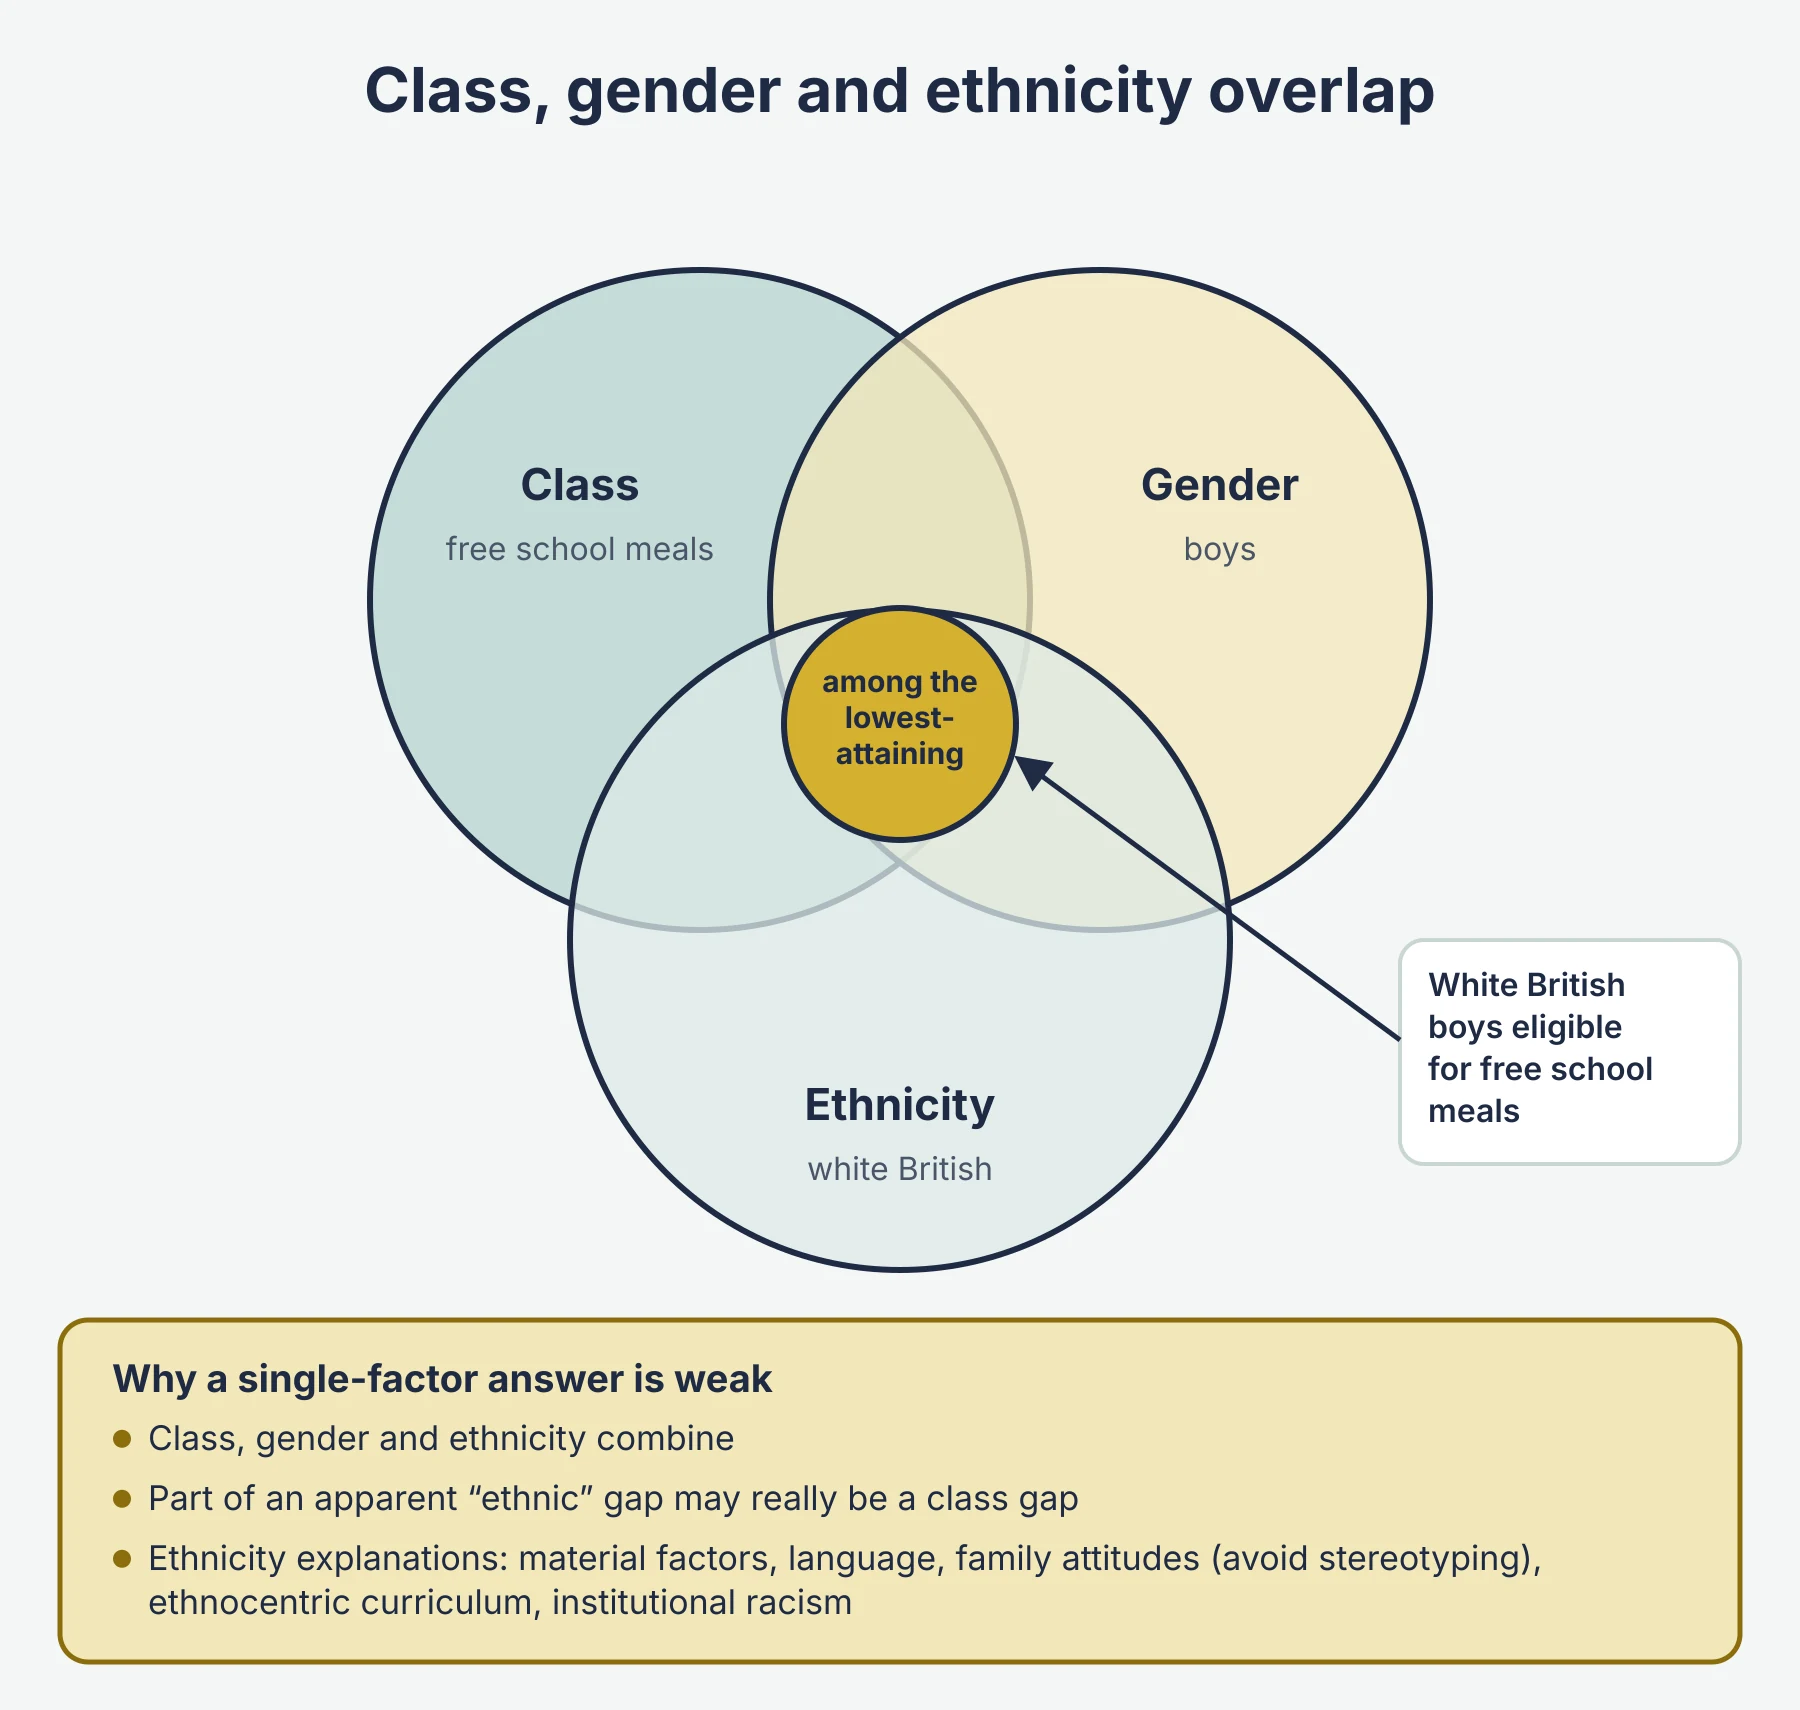 Class, gender and ethnicity overlap
Class
free school meals
Gender
boys
among the
lowest-
attaining
White British
boys eligible
for free school
meals
Ethnicity
white British
Why a single-factor answer is weak
Class, gender and ethnicity combine
Part of an apparent “ethnic” gap may really be a class gap
Ethnicity explanations: material factors, language, family attitudes (avoid stereotyping),
ethnocentric curriculum, institutional racism